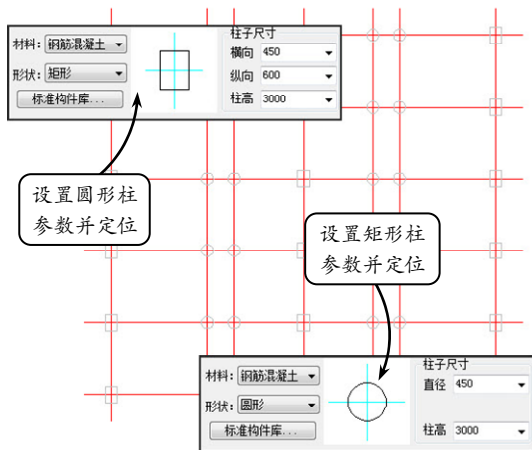 材料: 钢筋混凝土
形状: 矩形
标准构件库...
柱子尺寸
横向 450
纵向 600
柱高 3000
设置圆形柱
参数并定位
设置矩形柱
参数并定位
材料: 钢筋混凝土
形状: 圆形
标准构件库...
柱子尺寸
直径 450
柱高 3000